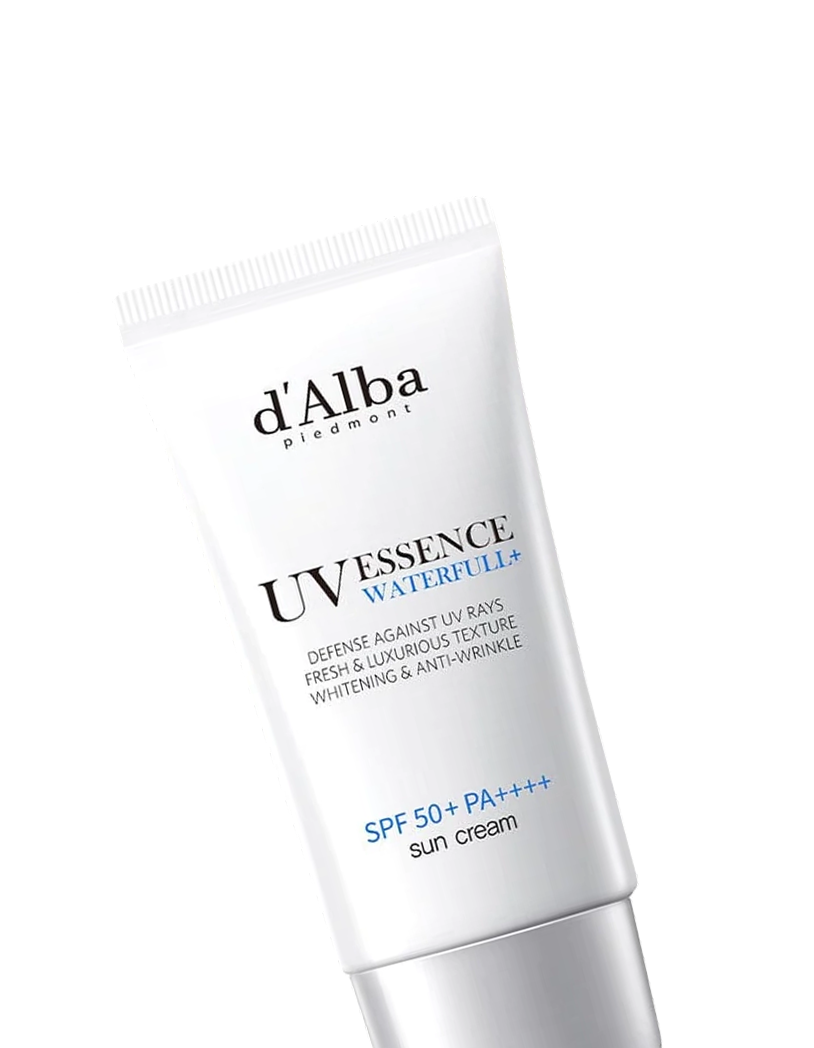 d'Alba
piedmont
UV ESSENCE
WATERFULL+
DEFENSE AGAINST UV RAYS
FRESH & LUXURIOUS TEXTURE
WHITENING & ANTI-WRINKLE
SPF 50+ PA++++
sun cream